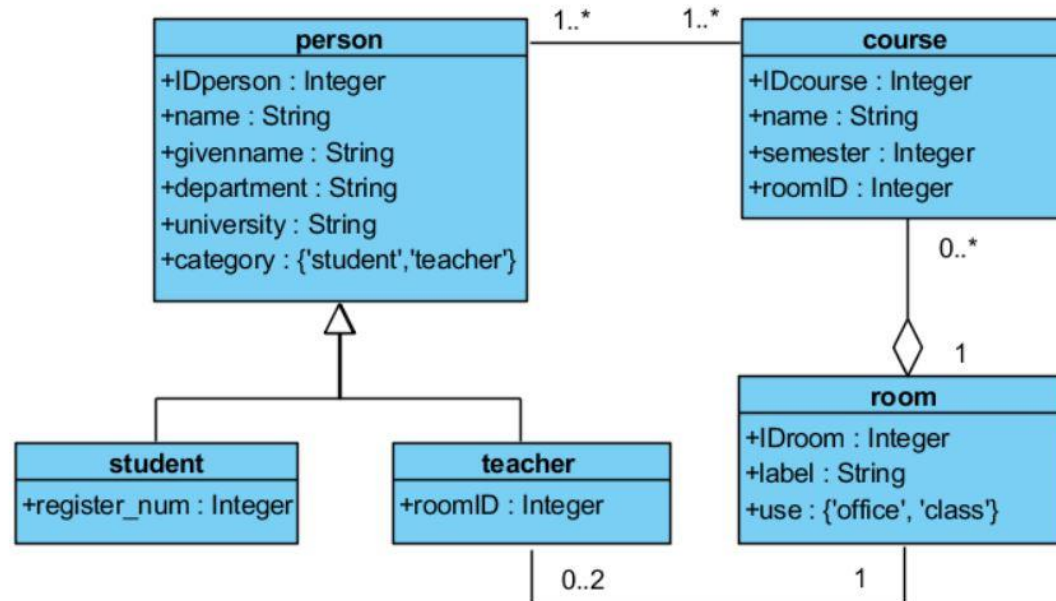 1..*
1..*
person
+IDperson : Integer
+name : String
+givenname : String
+department : String
+university : String
+category : {'student','teacher'}
course
+IDcourse : Integer
+name : String
+semester : Integer
+roomID : Integer
0..*
1
student
+register_num : Integer
teacher
+roomID : Integer
room
+IDroom : Integer
+label : String
+use : {'office', 'class'}
0..2
1